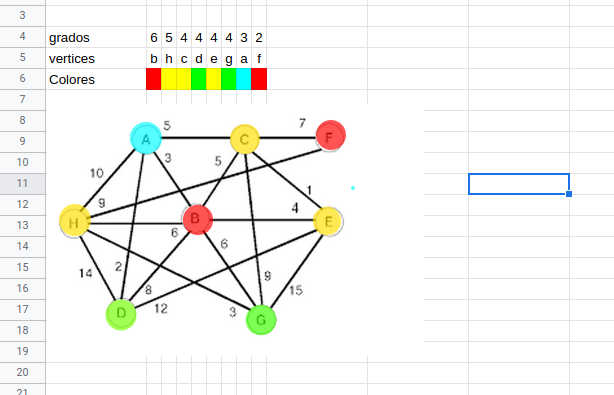 3
4 grados 6 5 4 4 4 4 3 2
5 vertices b h c d e g a f
6 Colores
7
8 5 7
9 A C F
10 3 5
11 10 1
12 9 4
13 H B E
6 6
14
15 14 2 9
16 8 15
17 12 3
D G
18
19
20
21